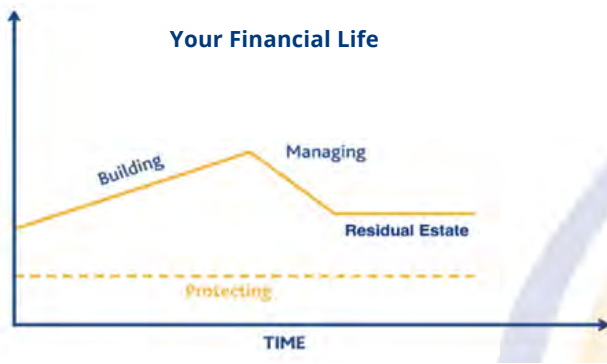 Your Financial Life
Building
Managing
Residual Estate
Protecting
TIME